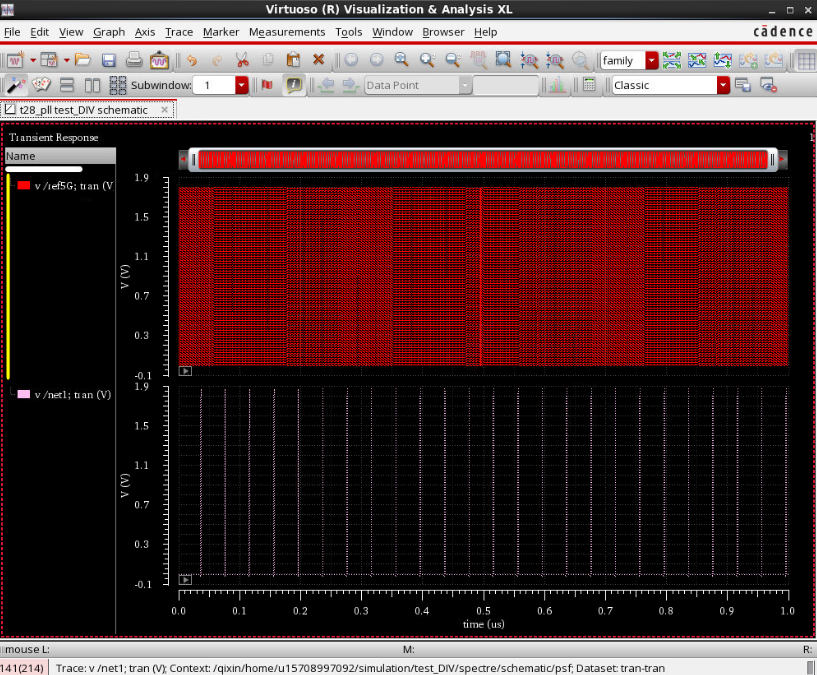 Virtuoso (R) Visualization & Analysis XL
File Edit View Graph Axis Trace Marker Measurements Tools Window Browser Help
cādence
family
Subwindow: 1
Data Point
Classic
t28_pll test_DIV schematic
Transient Response
1
Name
v /ref5G; tran (V
V (V)
1.9
1.5
1.1
0.7
0.3
-0.1
v /net1; tran (V)
V (V)
1.9
1.5
1.1
0.7
0.3
-0.1
0.0 0.1 0.2 0.3 0.4 0.5 0.6 0.7 0.8 0.9 1.0
time (us)
mouse L: M: R:
141(214) Trace: v /net1; tran (V); Context: /qixin/home/u15708997092/simulation/test_DIV/spectre/schematic/psf; Dataset: tran-tran